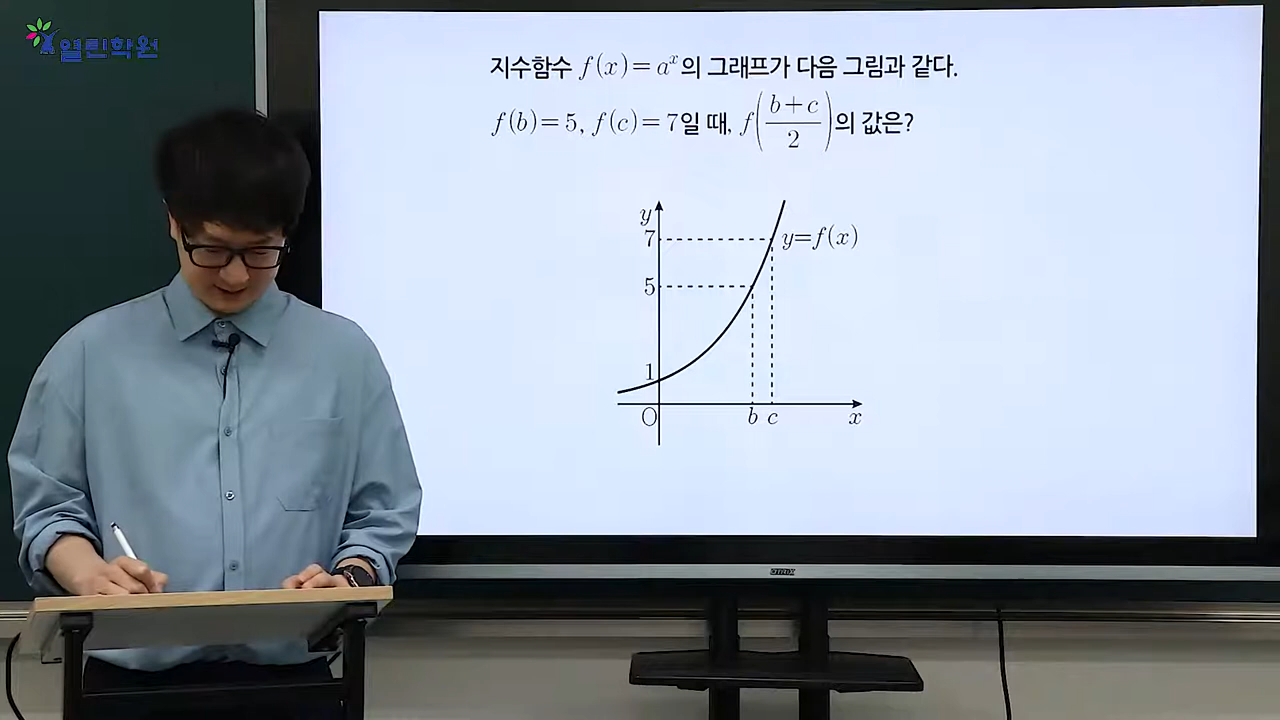 열린학원
지수함수 f(x)=aˣ의 그래프가 다음 그림과 같다.
f(b)=5, f(c)=7일 때, f((b+c)/2)의 값은?
y
7
y=f(x)
5
1
O
b
c
x